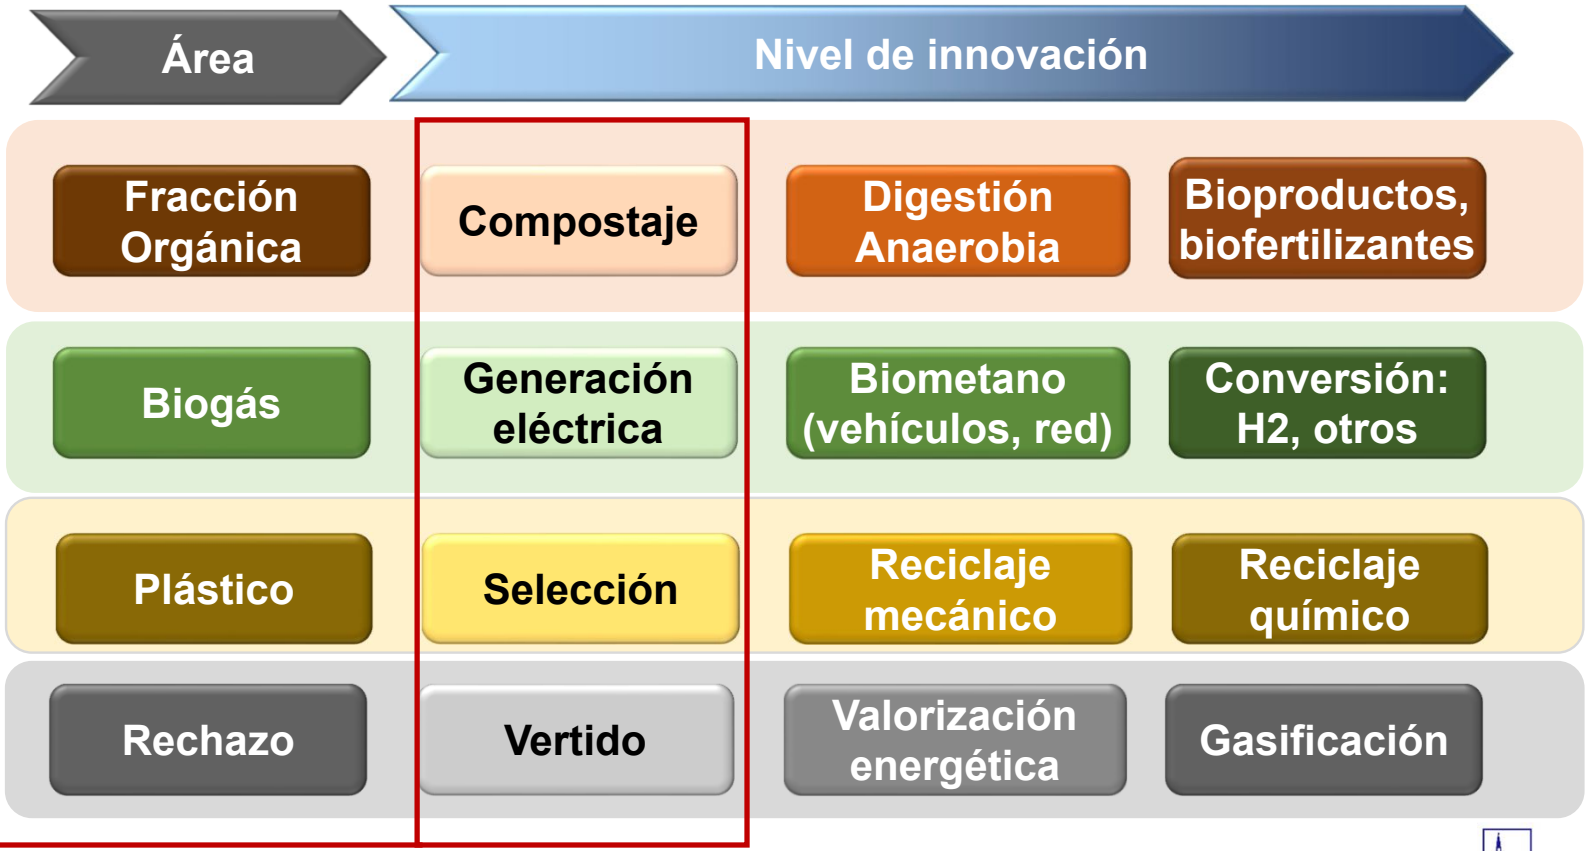 Área
Nivel de innovación
Fracción
Orgánica
Compostaje
Digestión
Anaerobia
Bioproductos,
biofertilizantes
Biogás
Generación
eléctrica
Biometano
(vehículos, red)
Conversión:
H2, otros
Plástico
Selección
Reciclaje
mecánico
Reciclaje
químico
Rechazo
Vertido
Valorización
energética
Gasificación